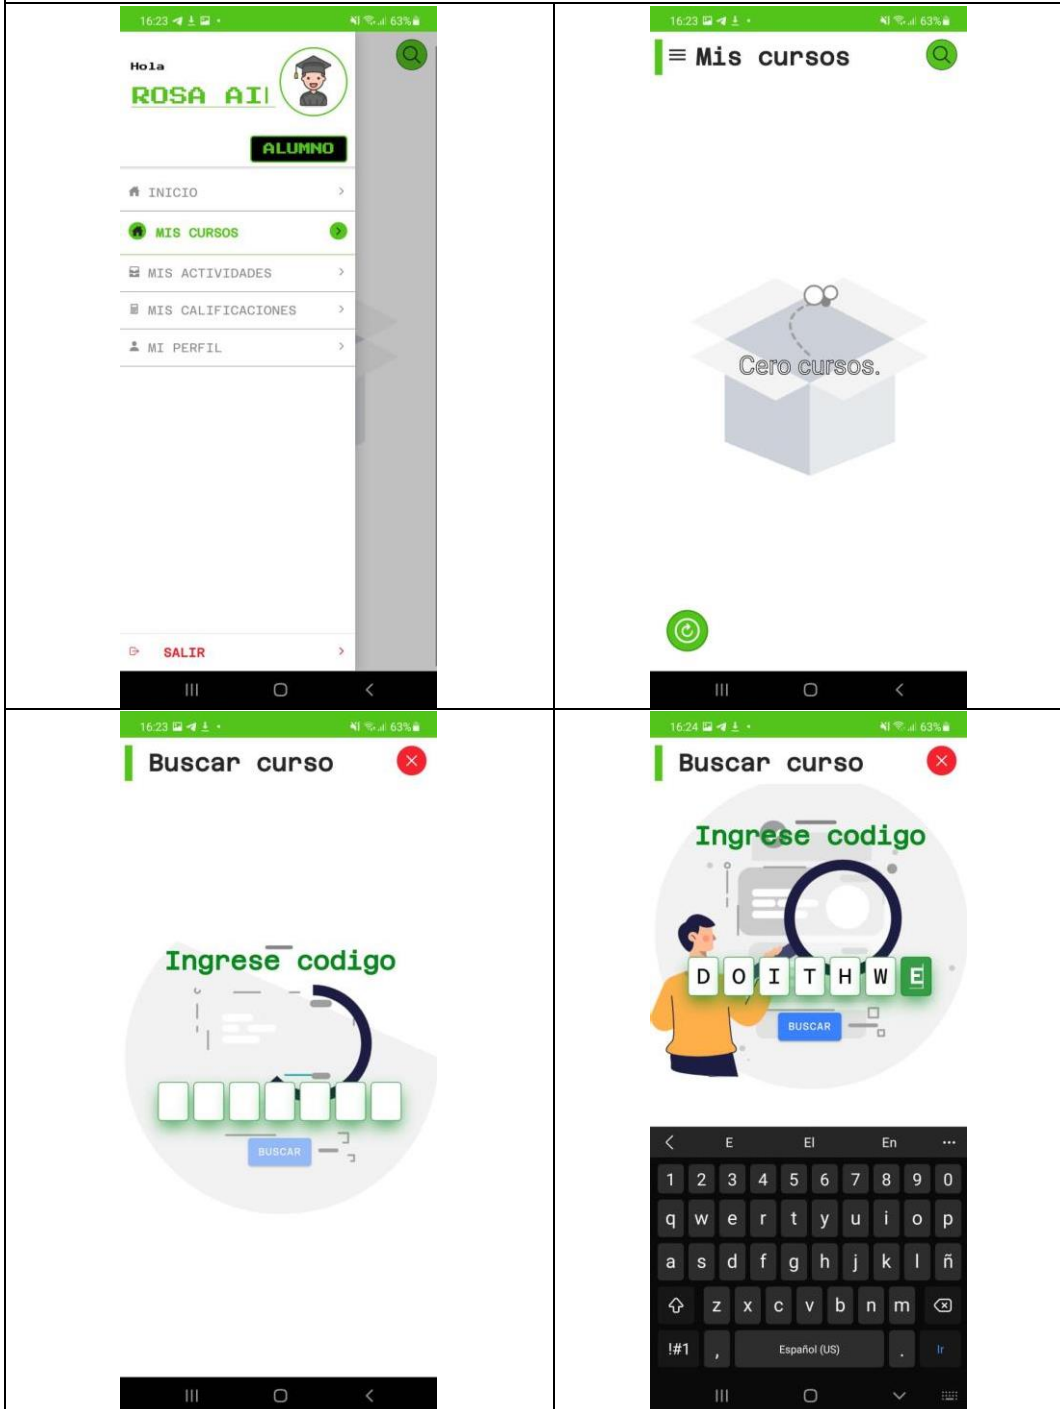 16:23 63%
Hola
ROSA AI
ALUMNO
INICIO
MIS CURSOS
MIS ACTIVIDADES
MIS CALIFICACIONES
MI PERFIL
SALIR
16:23 63%
Mis cursos
Cero cursos.
16:23 63%
Buscar curso
Ingrese codigo
BUSCAR
16:24 63%
Buscar curso
Ingrese codigo
D O I T H W E
BUSCAR
E El En
1 2 3 4 5 6 7 8 9 0
q w e r t y u i o p
a s d f g h j k l ñ
z x c v b n m
!#1 , Español (US) . Ir